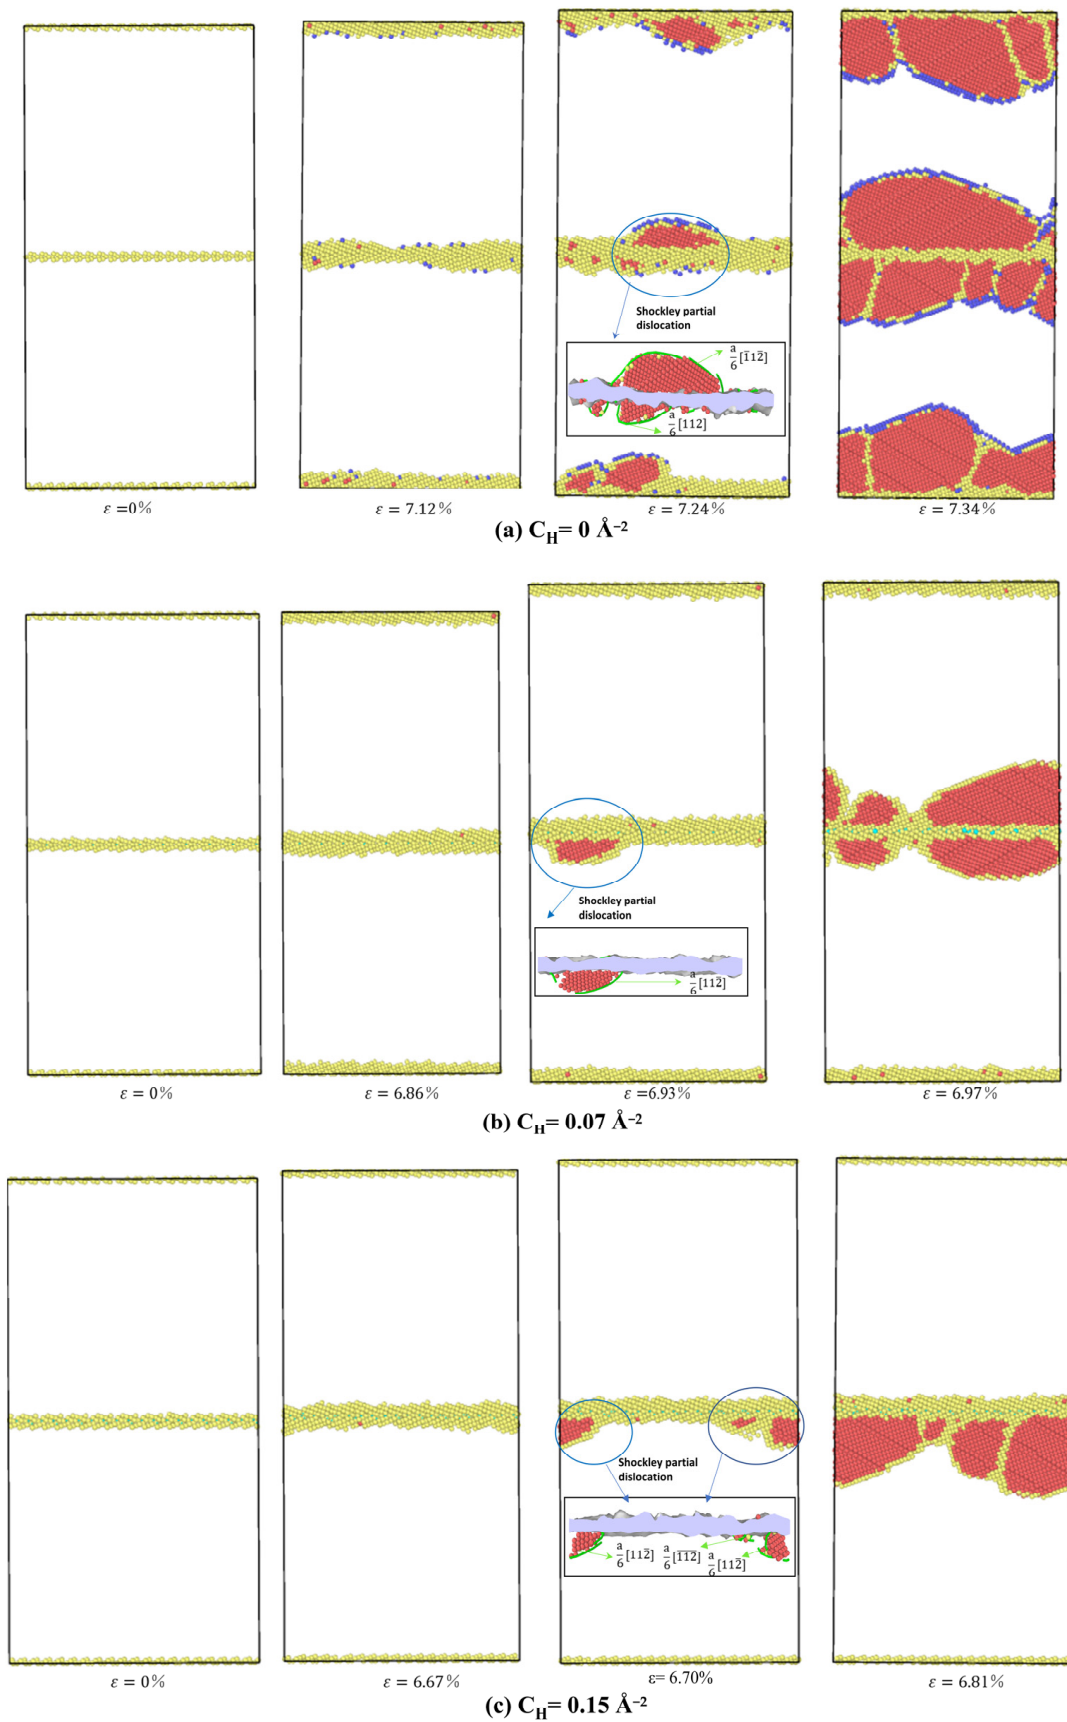 Shockley partial
dislocation
a/6 [1̄12̄]
a/6 [112]
ε =0%
ε = 7.12%
ε = 7.24%
ε = 7.34%
(a) C_H= 0 Å⁻²
Shockley partial
dislocation
a/6 [112̄]
ε = 0%
ε = 6.86%
ε =6.93%
ε = 6.97%
(b) C_H= 0.07 Å⁻²
Shockley partial
dislocation
a/6 [112̄] a/6 [1̄1̄2̄] a/6 [112̄]
ε = 0%
ε = 6.67%
ε= 6.70%
ε = 6.81%
(c) C_H= 0.15 Å⁻²